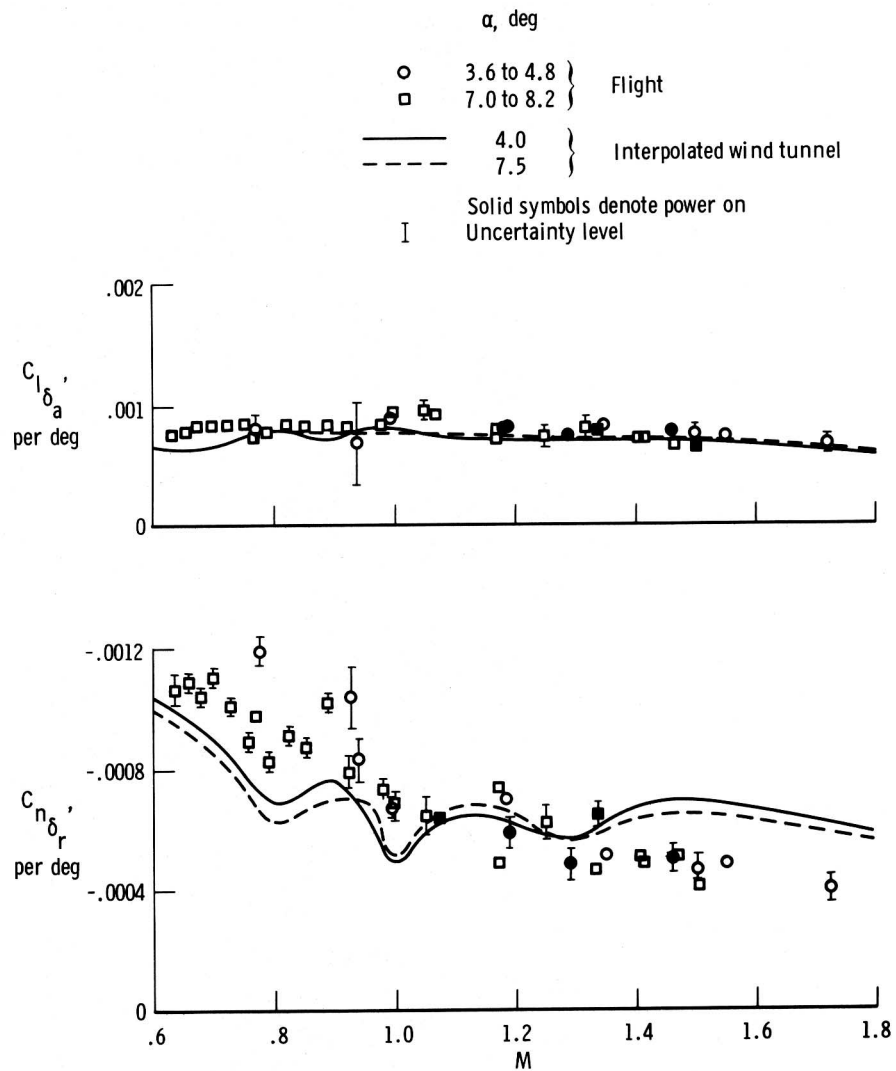 α, deg
3.6 to 4.8
7.0 to 8.2
Flight
4.0
7.5
Interpolated wind tunnel
Solid symbols denote power on
Uncertainty level
.002
.001
0
C_{l_{δ_a}},
per deg
-.0012
-.0008
-.0004
0
C_{n_{δ_r}},
per deg
.6 .8 1.0 1.2 1.4 1.6 1.8
M